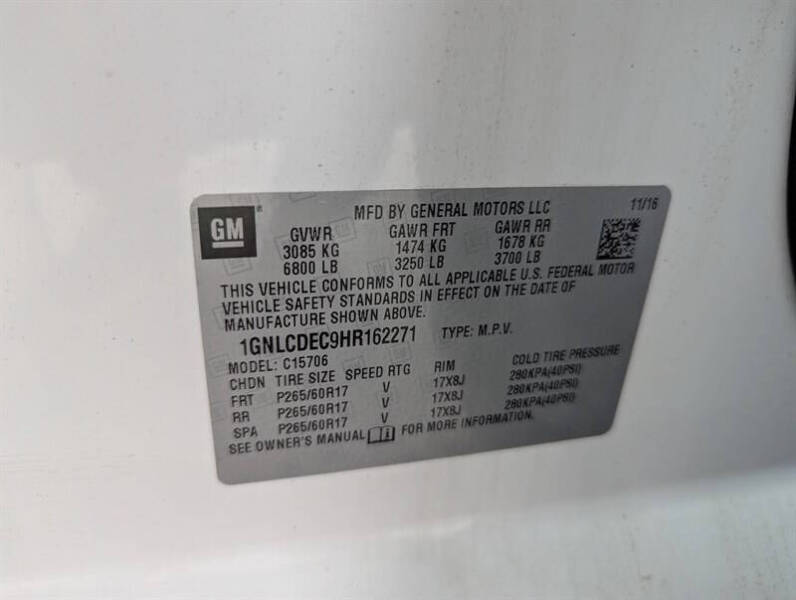 GM
MFD BY GENERAL MOTORS LLC 11/16
GVWR GAWR FRT GAWR RR
3085 KG 1474 KG 1678 KG
6800 LB 3250 LB 3700 LB
THIS VEHICLE CONFORMS TO ALL APPLICABLE U.S. FEDERAL MOTOR
VEHICLE SAFETY STANDARDS IN EFFECT ON THE DATE OF
MANUFACTURE SHOWN ABOVE.
1GNLCDEC9HR162271 TYPE: M.P.V.
MODEL: C15706
CHDN TIRE SIZE SPEED RTG RIM COLD TIRE PRESSURE
FRT P265/60R17 V 17X8J 280KPA(40PSI)
RR P265/60R17 V 17X8J 280KPA(40PSI)
SPA P265/60R17 V 17X8J 280KPA(40PSI)
SEE OWNER'S MANUAL FOR MORE INFORMATION.